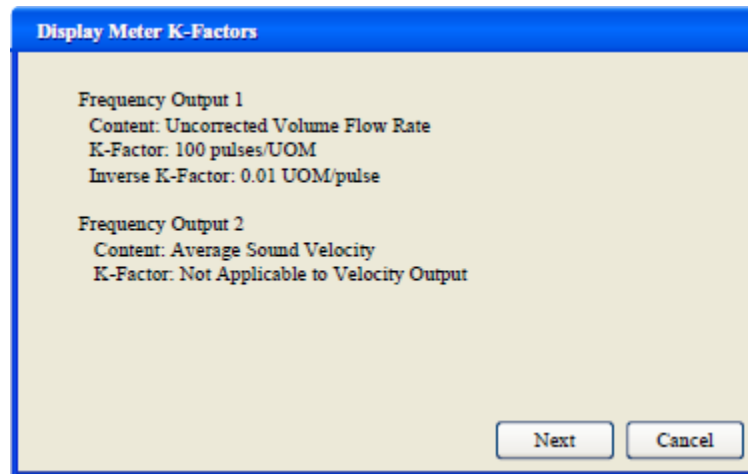 Display Meter K-Factors
Frequency Output 1
Content: Uncorrected Volume Flow Rate
K-Factor: 100 pulses/UOM
Inverse K-Factor: 0.01 UOM/pulse
Frequency Output 2
Content: Average Sound Velocity
K-Factor: Not Applicable to Velocity Output
Next
Cancel